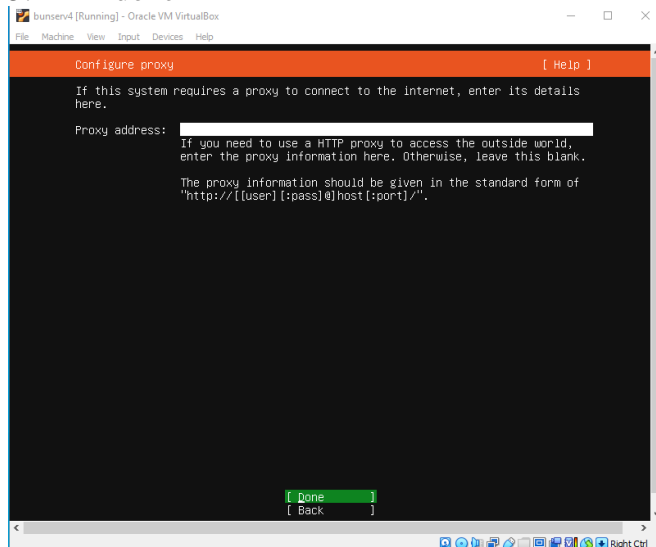 bunserv4 [Running] - Oracle VM VirtualBox
File Machine View Input Devices Help
Configure proxy [ Help ]
If this system requires a proxy to connect to the internet, enter its details
here.
Proxy address:
If you need to use a HTTP proxy to access the outside world,
enter the proxy information here. Otherwise, leave this blank.
The proxy information should be given in the standard form of
"http://[[user][:pass]@]host[:port]/".
[ Done ]
[ Back ]
Right Ctrl